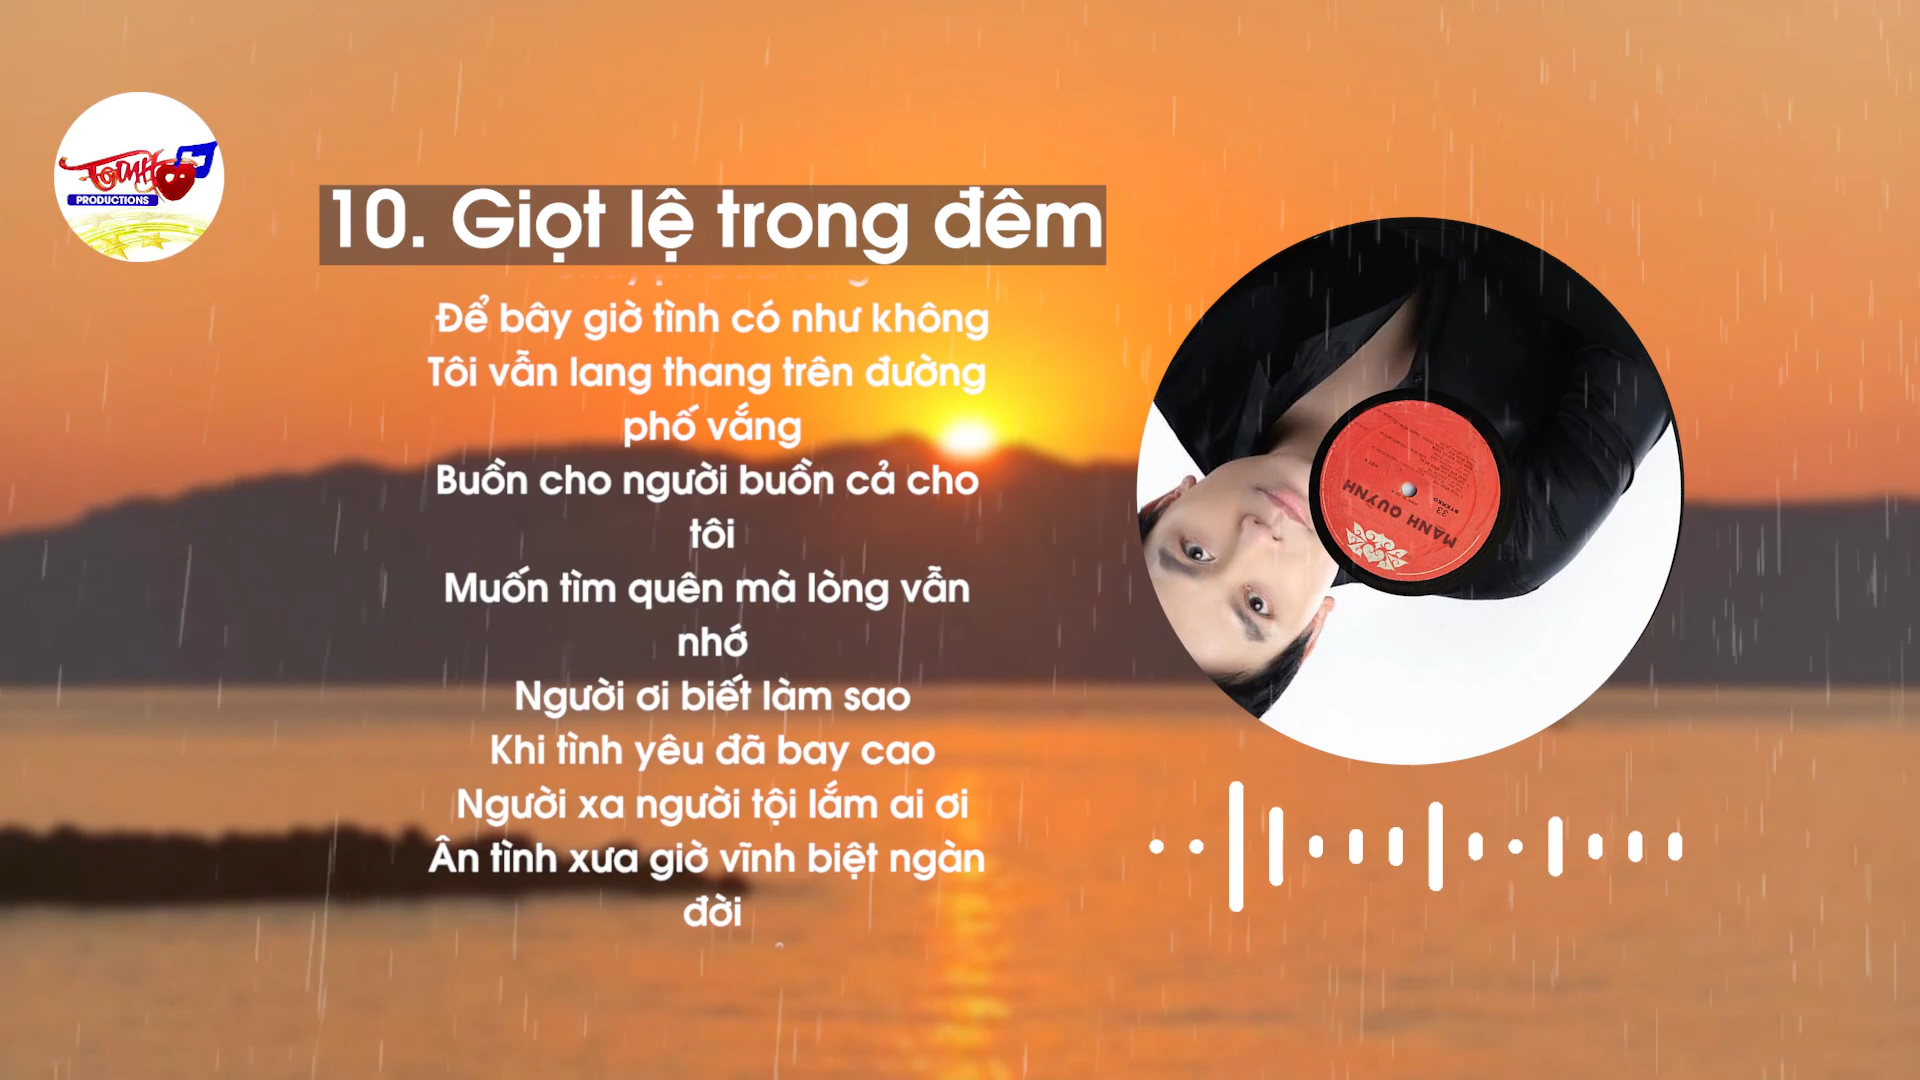 TOÀN
PRODUCTIONS
10. Giọt lệ trong đêm
Để bây giờ tình có như không
Tôi vẫn lang thang trên đường
phố vắng
Buồn cho người buồn cả cho
tôi
Muốn tìm quên mà lòng vẫn
nhớ
Người ơi biết làm sao
Khi tình yêu đã bay cao
Người xa người tội lắm ai ơi
Ân tình xưa giờ vĩnh biệt ngàn
đời
33
STEREO
MẠNH QUỲNH